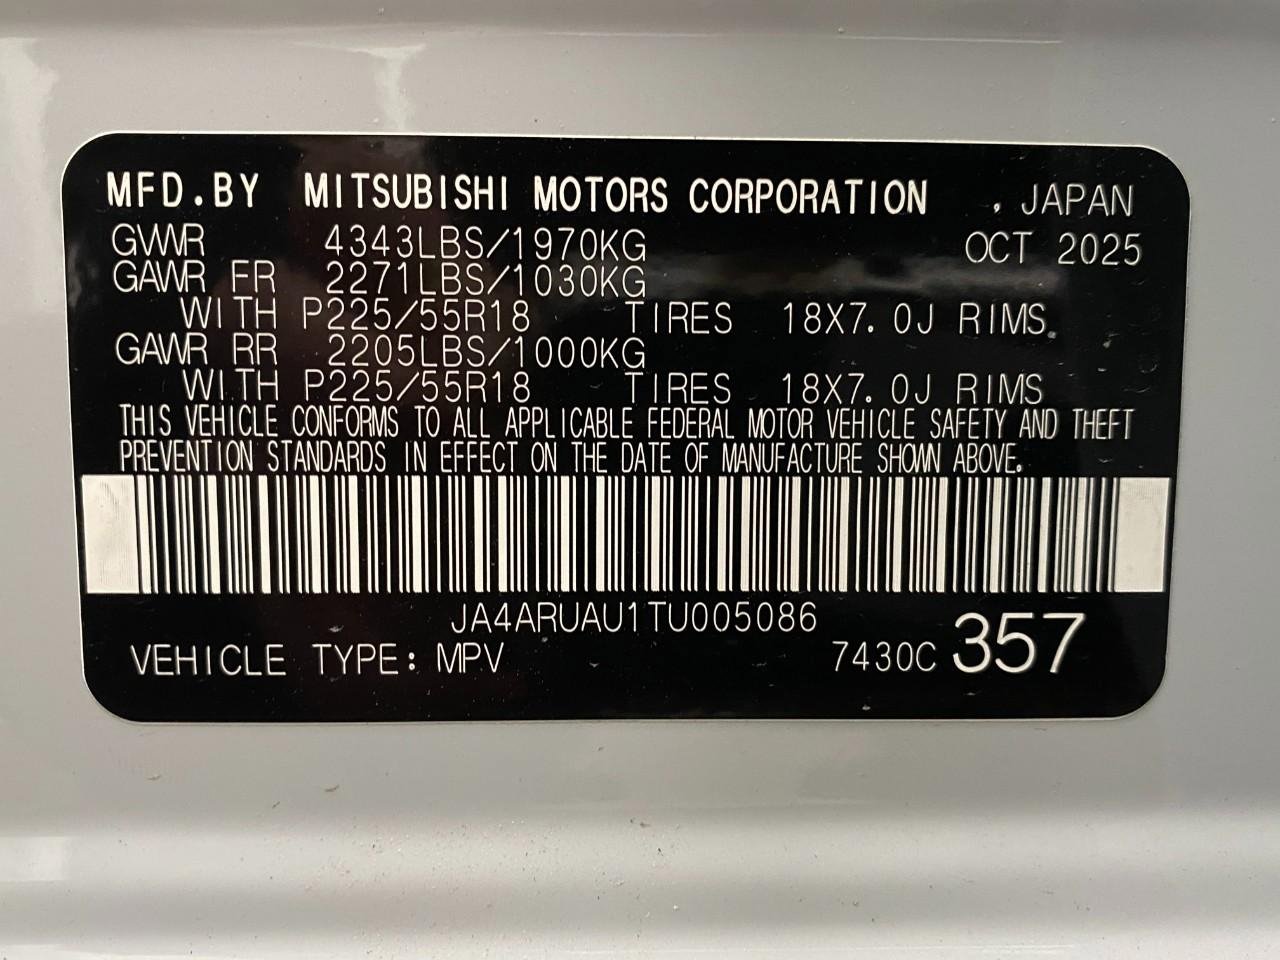 MFD.BY MITSUBISHI MOTORS CORPORATION , JAPAN
GVWR 4343LBS/1970KG OCT 2025
GAWR FR 2271LBS/1030KG
WITH P225/55R18 TIRES 18X7.0J RIMS,
GAWR RR 2205LBS/1000KG
WITH P225/55R18 TIRES 18X7.0J RIMS
THIS VEHICLE CONFORMS TO ALL APPLICABLE FEDERAL MOTOR VEHICLE SAFETY AND THEFT
PREVENTION STANDARDS IN EFFECT ON THE DATE OF MANUFACTURE SHOWN ABOVE.
JA4ARUAU1TU005086
VEHICLE TYPE: MPV 7430C 357